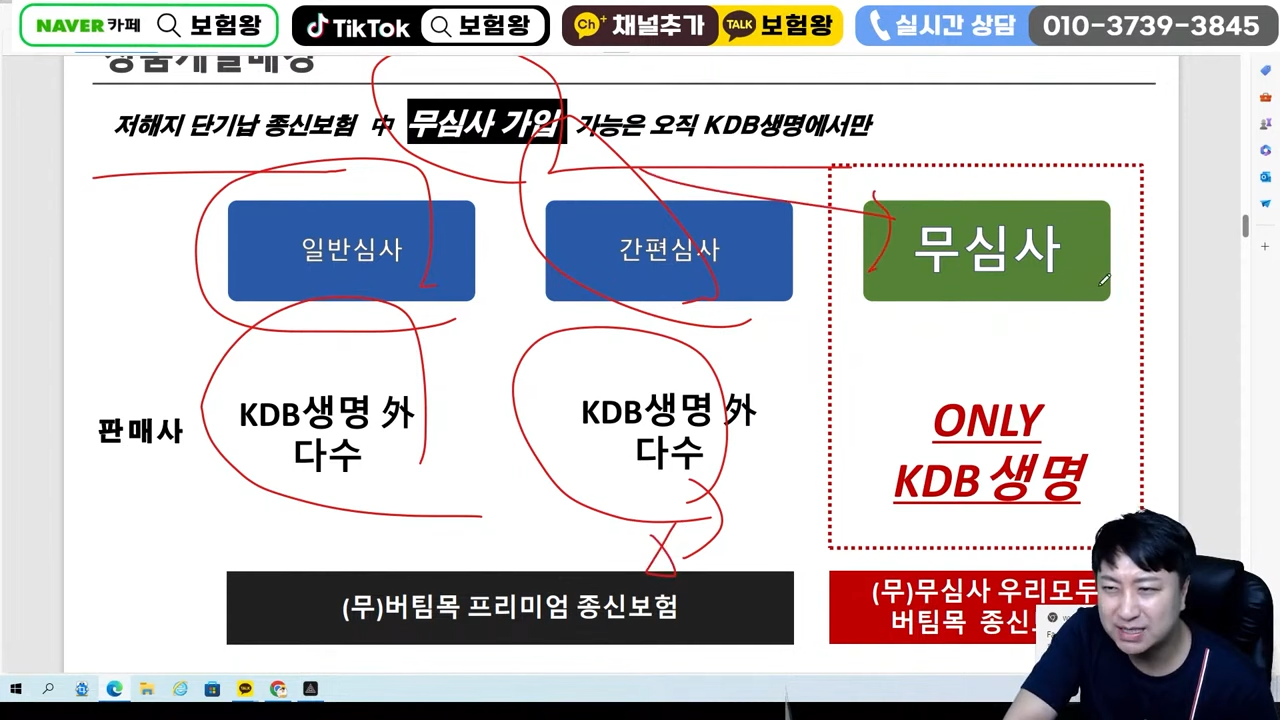 NAVER 카페 보험왕
TikTok 보험왕
Ch+ 채널추가 TALK 보험왕
실시간 상담 010-3739-3845
저해지 단기납 종신보험 中 무심사 가입 가능은 오직 KDB생명에서만
일반심사
간편심사
무심사
판매사
KDB생명 外
다수
KDB생명 外
다수
ONLY
KDB생명
(무)버팀목 프리미엄 종신보험
(무)무심사 우리모두
버팀목 종신